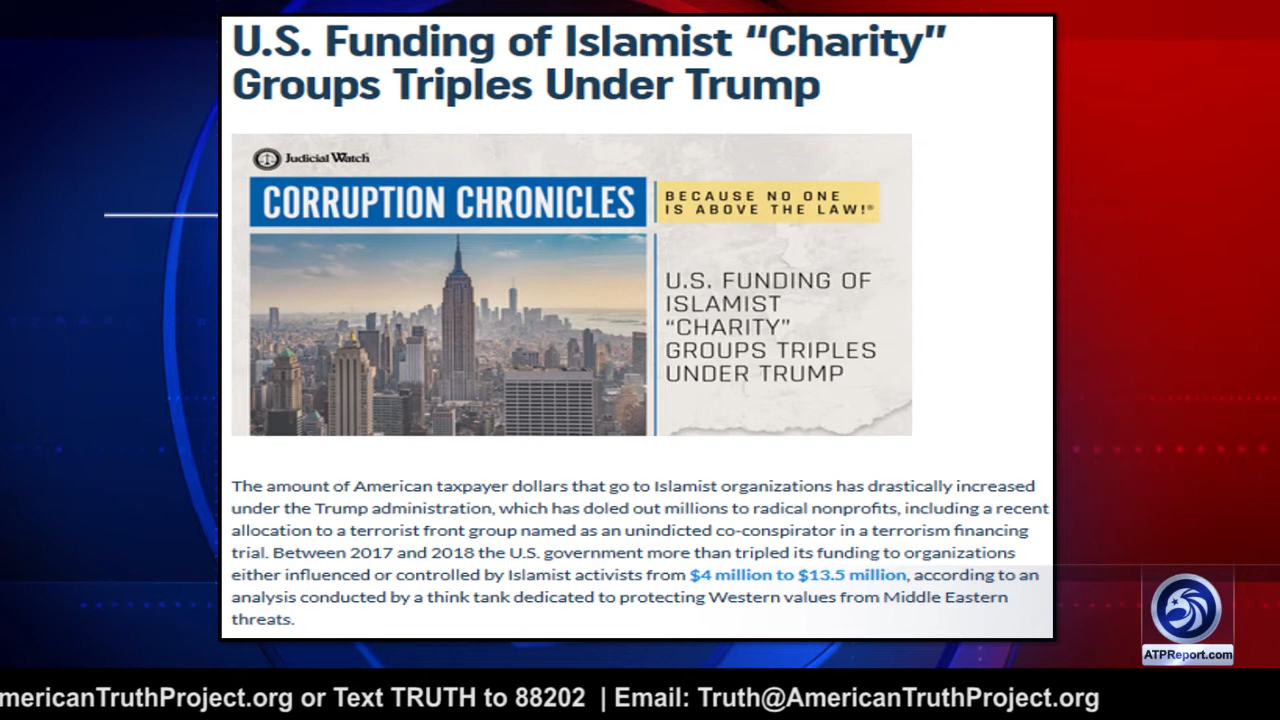 U.S. Funding of Islamist “Charity”
Groups Triples Under Trump
Judicial Watch
CORRUPTION CHRONICLES
BECAUSE NO ONE
IS ABOVE THE LAW!®
U.S. FUNDING OF
ISLAMIST
“CHARITY”
GROUPS TRIPLES
UNDER TRUMP
The amount of American taxpayer dollars that go to Islamist organizations has drastically increased
under the Trump administration, which has doled out millions to radical nonprofits, including a recent
allocation to a terrorist front group named as an unindicted co-conspirator in a terrorism financing
trial. Between 2017 and 2018 the U.S. government more than tripled its funding to organizations
either influenced or controlled by Islamist activists from $4 million to $13.5 million, according to an
analysis conducted by a think tank dedicated to protecting Western values from Middle Eastern
threats.
ATPReport.com
mericanTruthProject.org or Text TRUTH to 88202 | Email: Truth@AmericanTruthProject.org